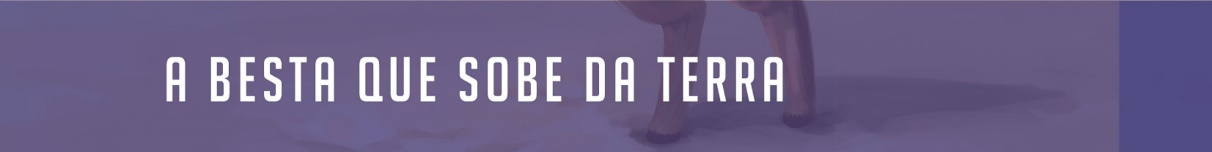 A BESTA QUE SOBE DA TERRA